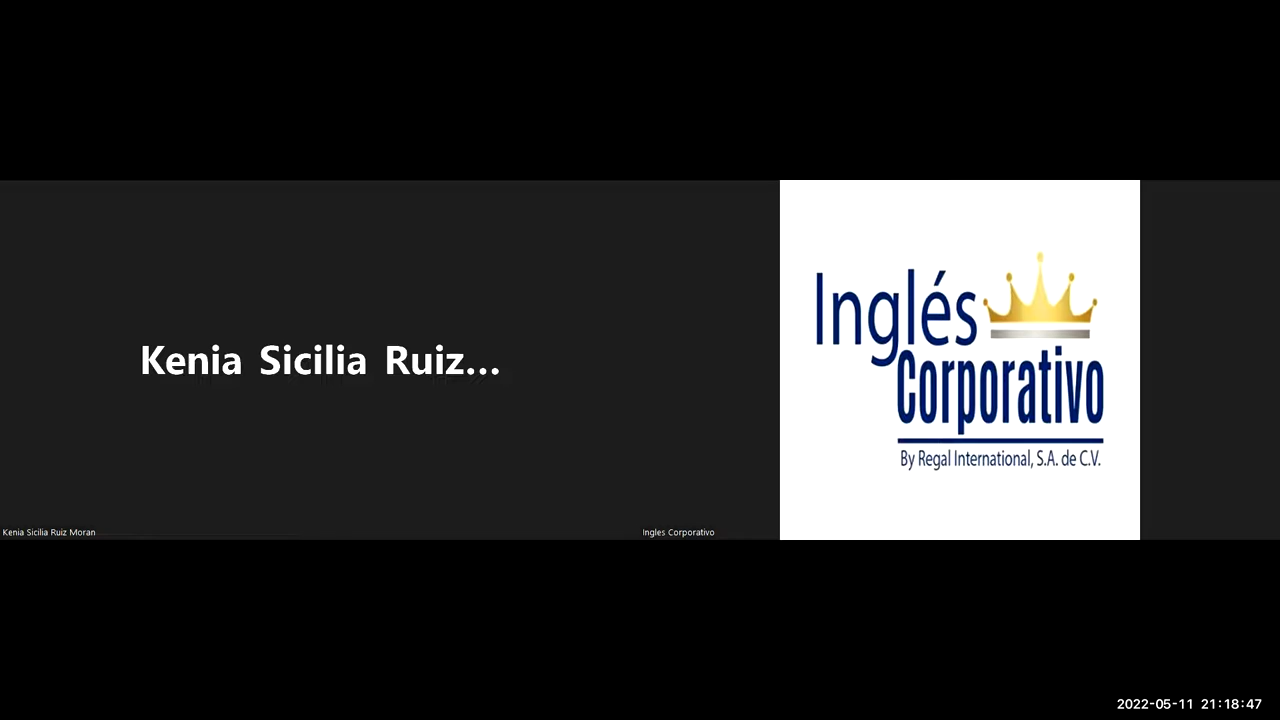 Kenia Sicilia Ruiz...
Inglés
Corporativo
By Regal International, S.A. de C.V.
Kenia Sicilia Ruiz Moran
Ingles Corporativo
2022-05-11 21:18:47